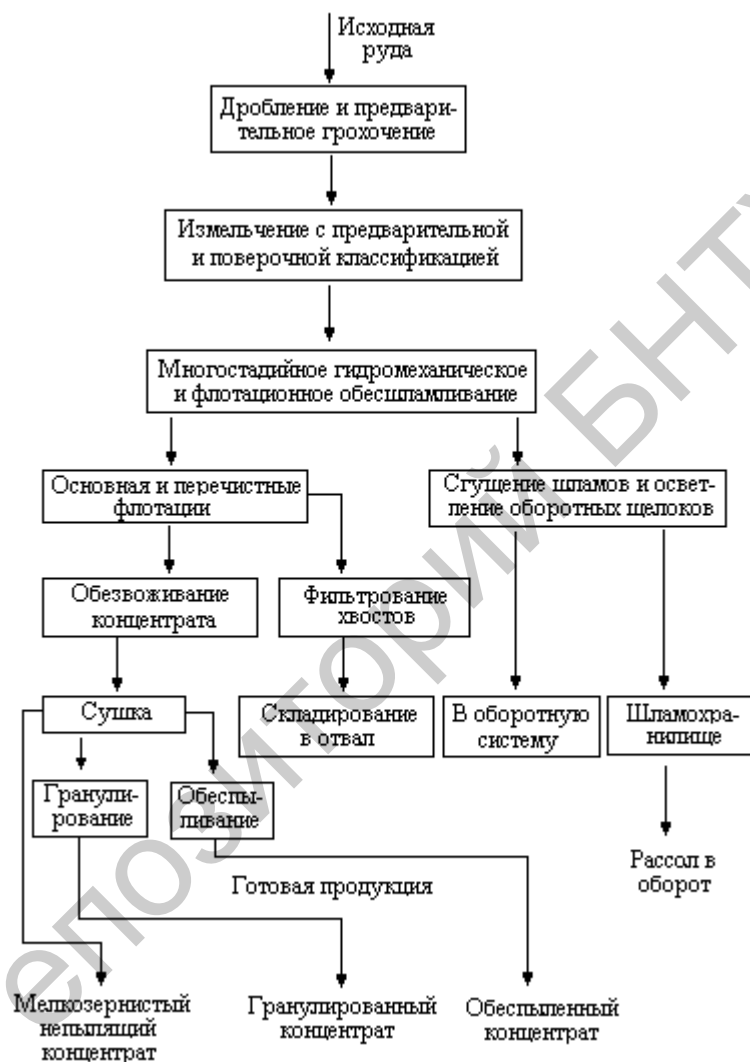 Исходная
руда
Дробление и предвари-
тельное грохочение
Измельчение с предварительной
и поверочной классификацией
Многостадийное гидромеханическое
и флотационное обесшламливание
Основная и перечистные
флотации
Сгущение шламов и освет-
ление оборотных щелоков
Обезвоживание
концентрата
Фильтрование
хвостов
Сушка
Складирование
в отвал
В оборотную
систему
Шламохра-
нилище
Гранули-
рование
Обеспы-
ливание
Рассол в
оборот
Готовая продукция
Мелкозернистый
непылящий
концентрат
Гранулированный
концентрат
Обеспыленный
концентрат
епозиторий БНТУ